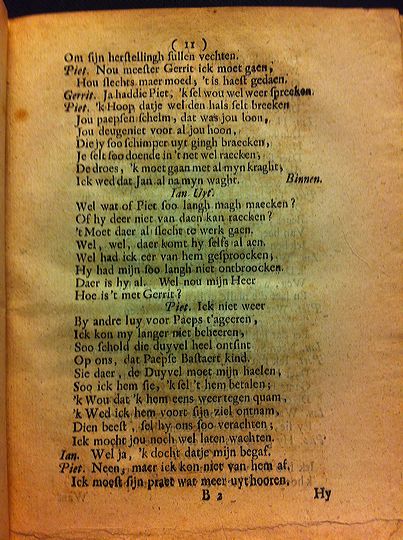 ( 11 )
Om sijn herstellingh sullen vechten.
Piet. Nou meester Gerrit ick moet gaen,
Hou slechts maer moed, 't is haest gedaen.
Gerrit. Ja haddie Piet, 'k sel wou wel weer spreeken.
Piet. 'k Hoop datje wel den hals selt breeken
Jou paepsen schelm, dat was jou loon,
Jou deugeniet voor al jou hoon,
Die jy soo schimper uyt gingh braecken,
Je selt soo doende in 't net wel raecken,
De droes, 'k moet gaan met al myn kraght,
Ick wed dat Jan al na myn waght. Binnen.
Ian Uyt.
Wel wat of Piet soo langh magh maecken?
Of hy deer niet van daen kan raecken?
't Moet daer al slecht te werk gaen.
Wel, wel, daer komt hy selfs al aen.
Wel had ick eer van hem gesproocken,
Hy had mijn soo langh niet ontbroocken.
Daer is hy al. Wel nou mijn Heer
Hoe is 't met Gerrit?
Piet. Ick niet weer
By andre luy voor Paeps t'ageeren,
Ick kon my langer niet beheeren,
Soo schold die duyvel heel ontsint
Op ons, dat Paepse Bastaert kind.
Sie daer, de Duyvel moet mijn haelen,
Soo ick hem sie, 'k sel 't hem betalen;
'k Wou dat 'k hem eens weer tegen quam,
'k Wed ick hem voort sijn ziel ontnam,
Dien beest, sel hy ons soo verachten;
Ick mocht jou noch wel laten wachten.
Ian. Wel ja, 'k docht datje mijn begaf.
Piet. Neen, maer ick kon niet van hem af,
Ick moest sijn praet wat meer uythooren,
B 2 Hy